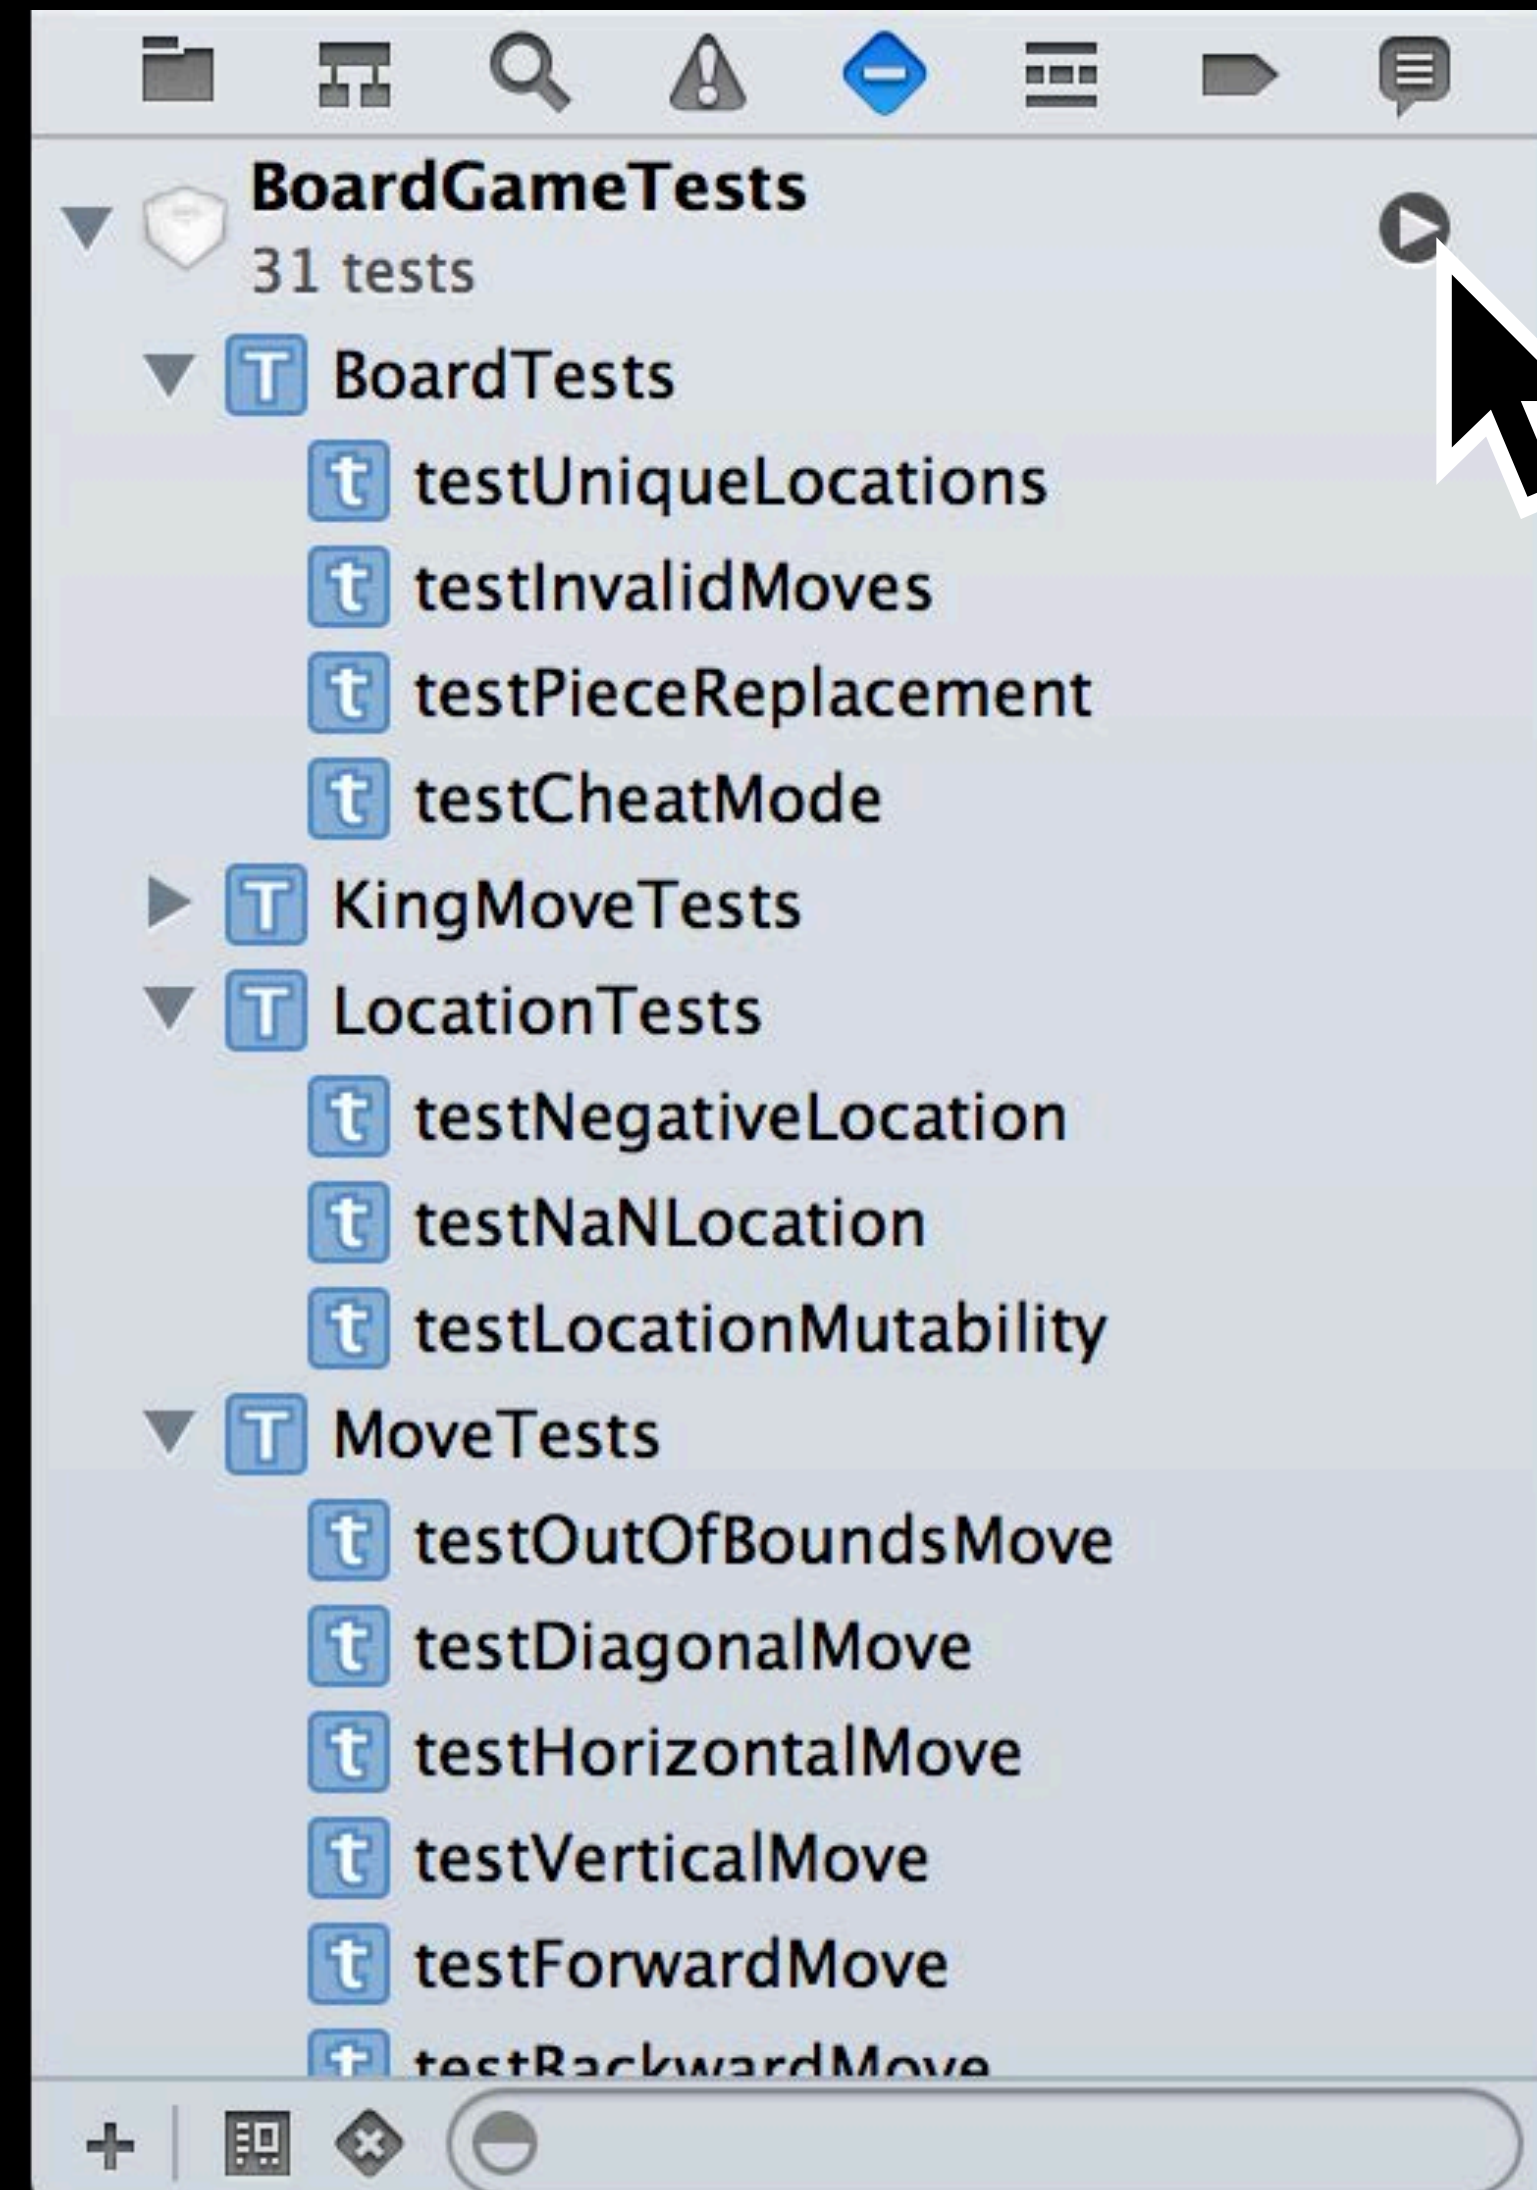 BoardGameTests
31 tests
T BoardTests
t testUniqueLocations
t testInvalidMoves
t testPieceReplacement
t testCheatMode
T KingMoveTests
T LocationTests
t testNegativeLocation
t testNaNLocation
t testLocationMutability
T MoveTests
t testOutOfBoundsMove
t testDiagonalMove
t testHorizontalMove
t testVerticalMove
t testForwardMove
t testBackwardMove